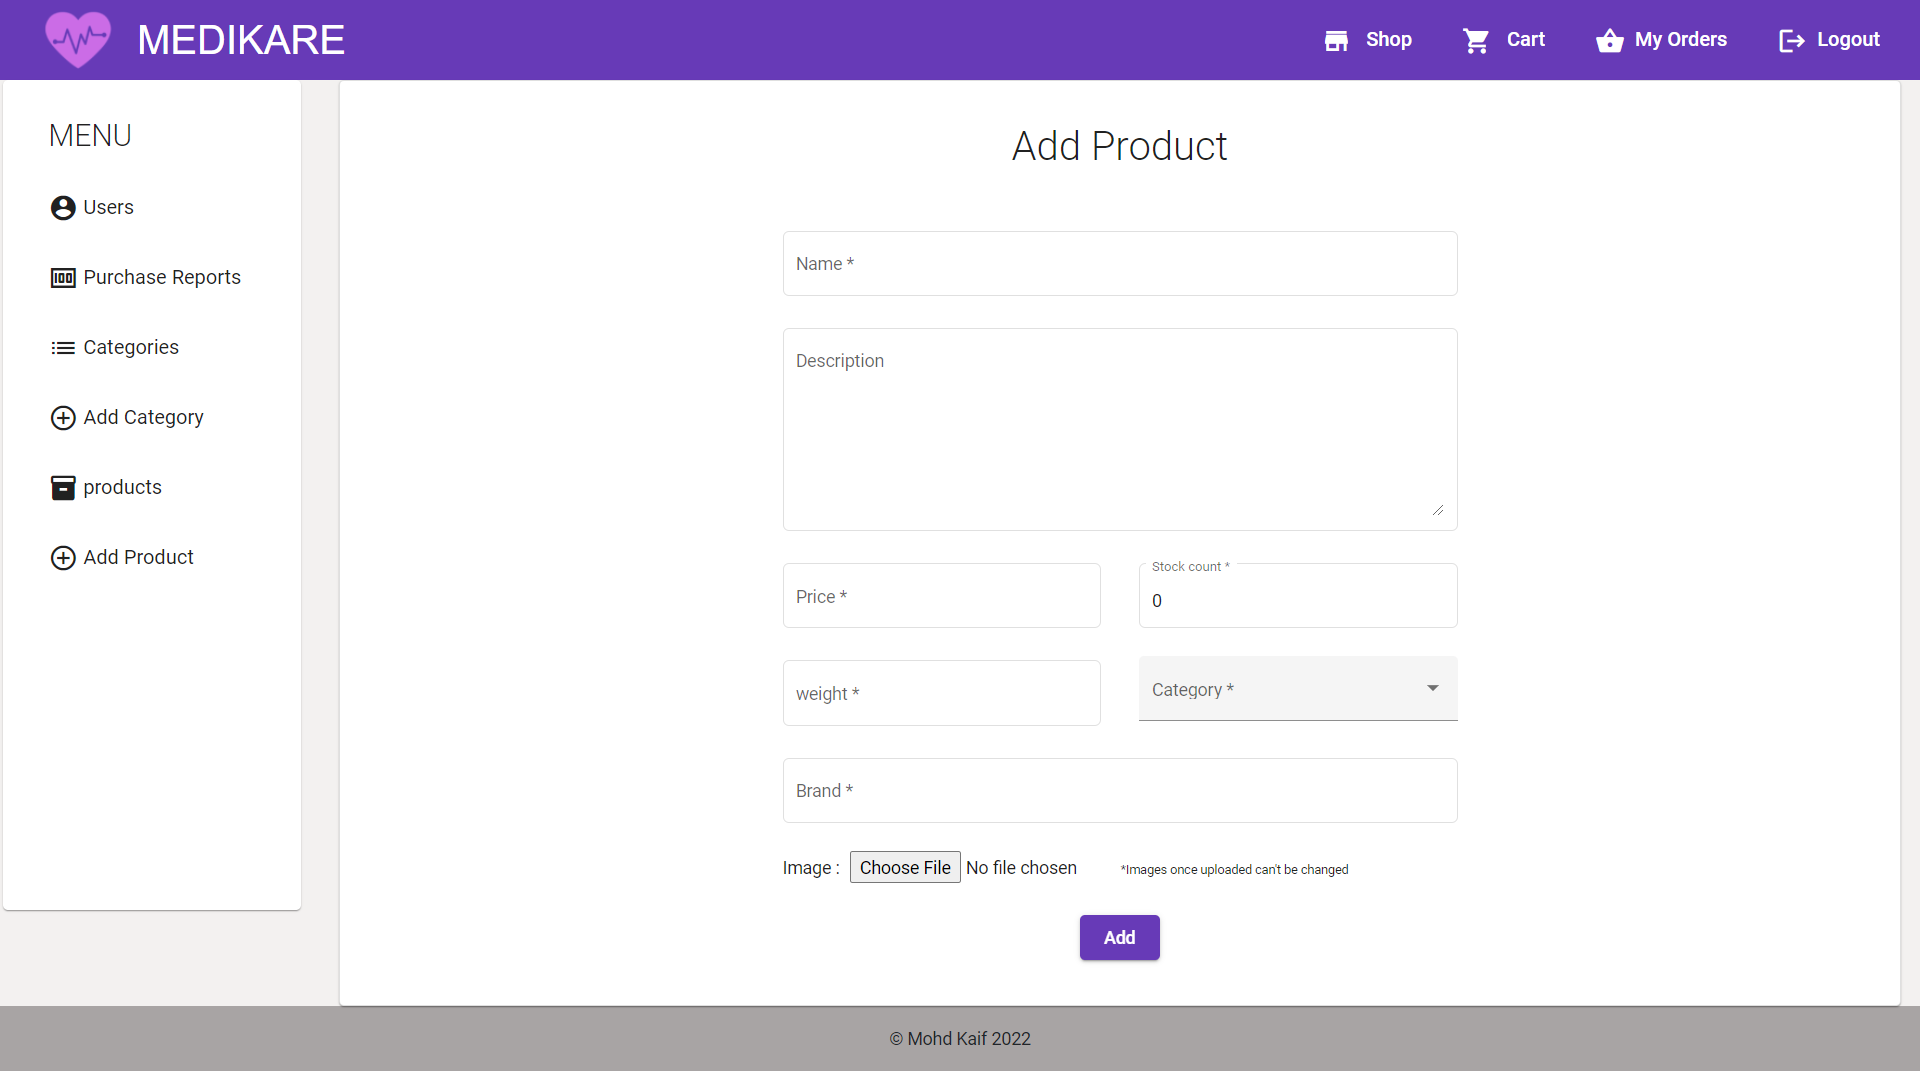 MEDIKARE
Shop
Cart
My Orders
Logout
MENU
Users
100 Purchase Reports
Categories
Add Category
products
Add Product
Add Product
Name *
Description
Price *
Stock count *
0
weight *
Category *
Brand *
Image : Choose File No file chosen *Images once uploaded can't be changed
Add
© Mohd Kaif 2022